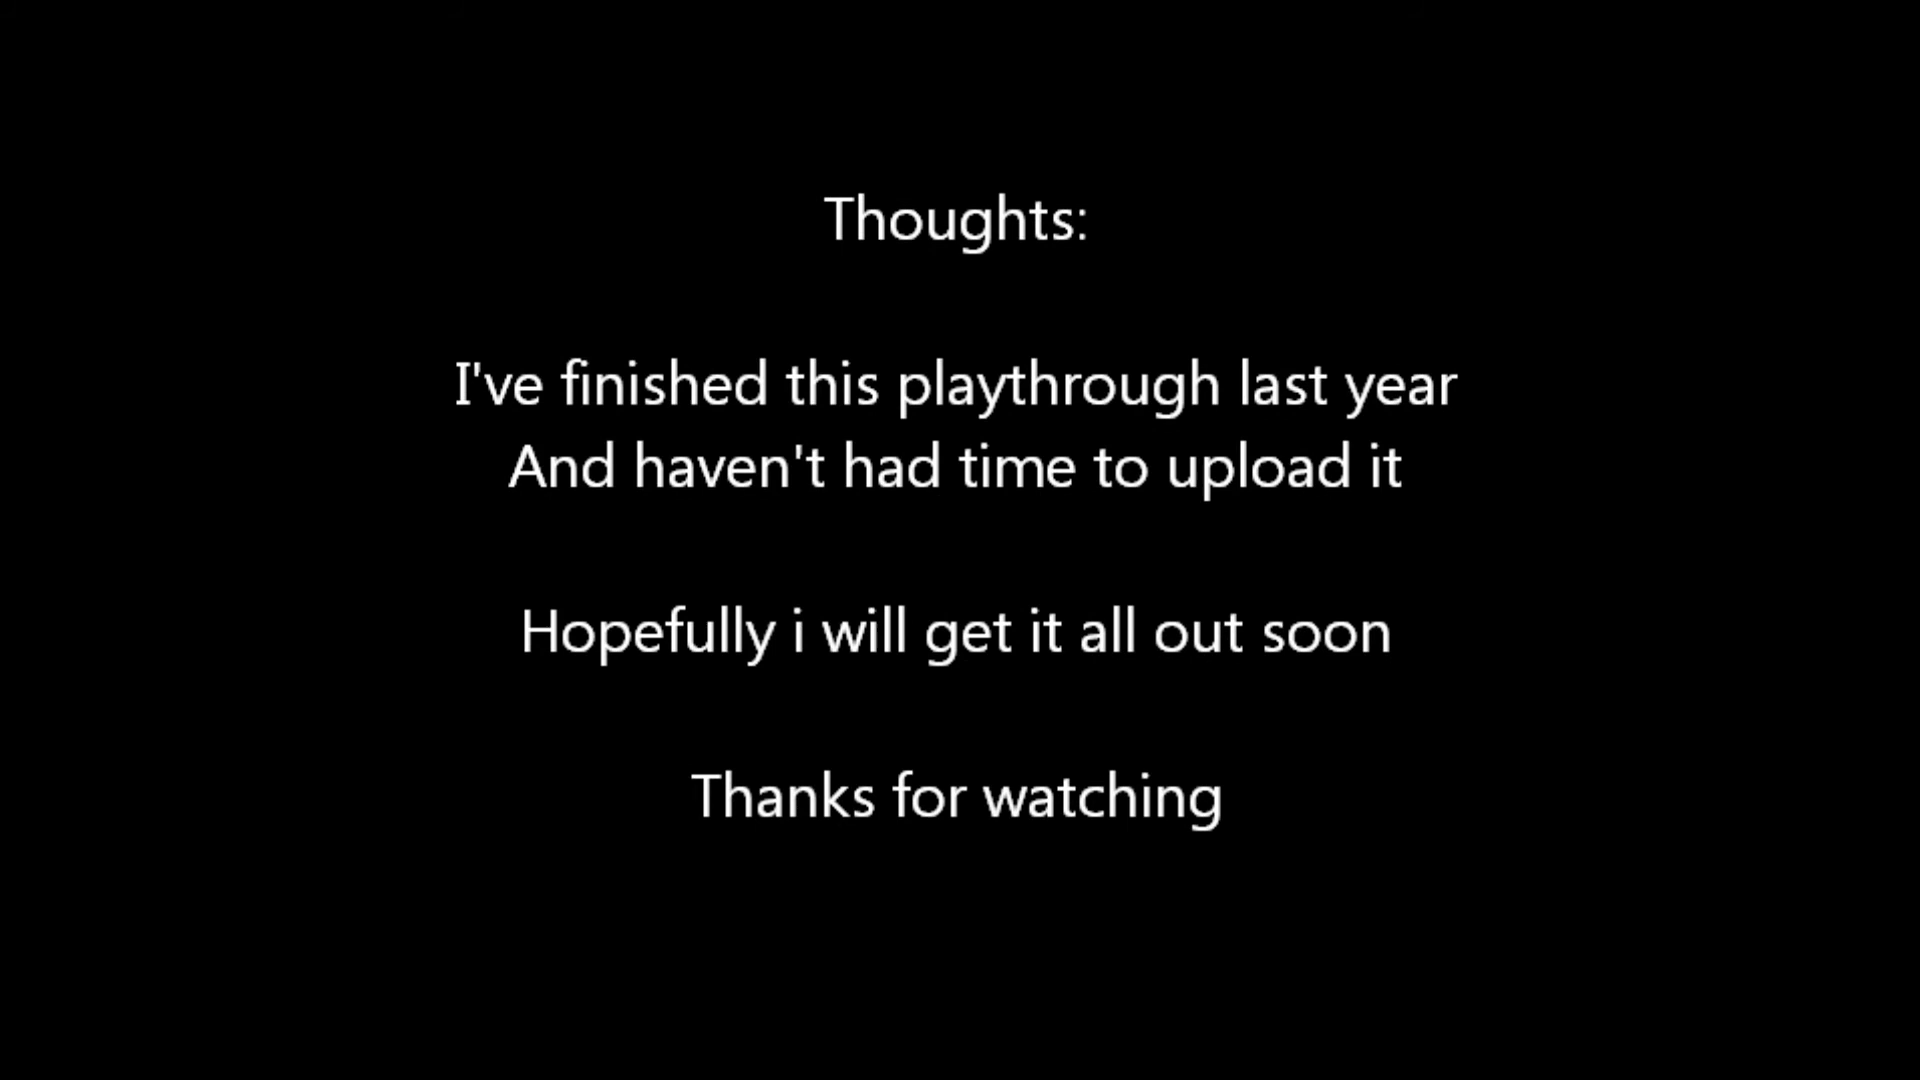 Thoughts:
I've finished this playthrough last year
And haven't had time to upload it
Hopefully i will get it all out soon
Thanks for watching